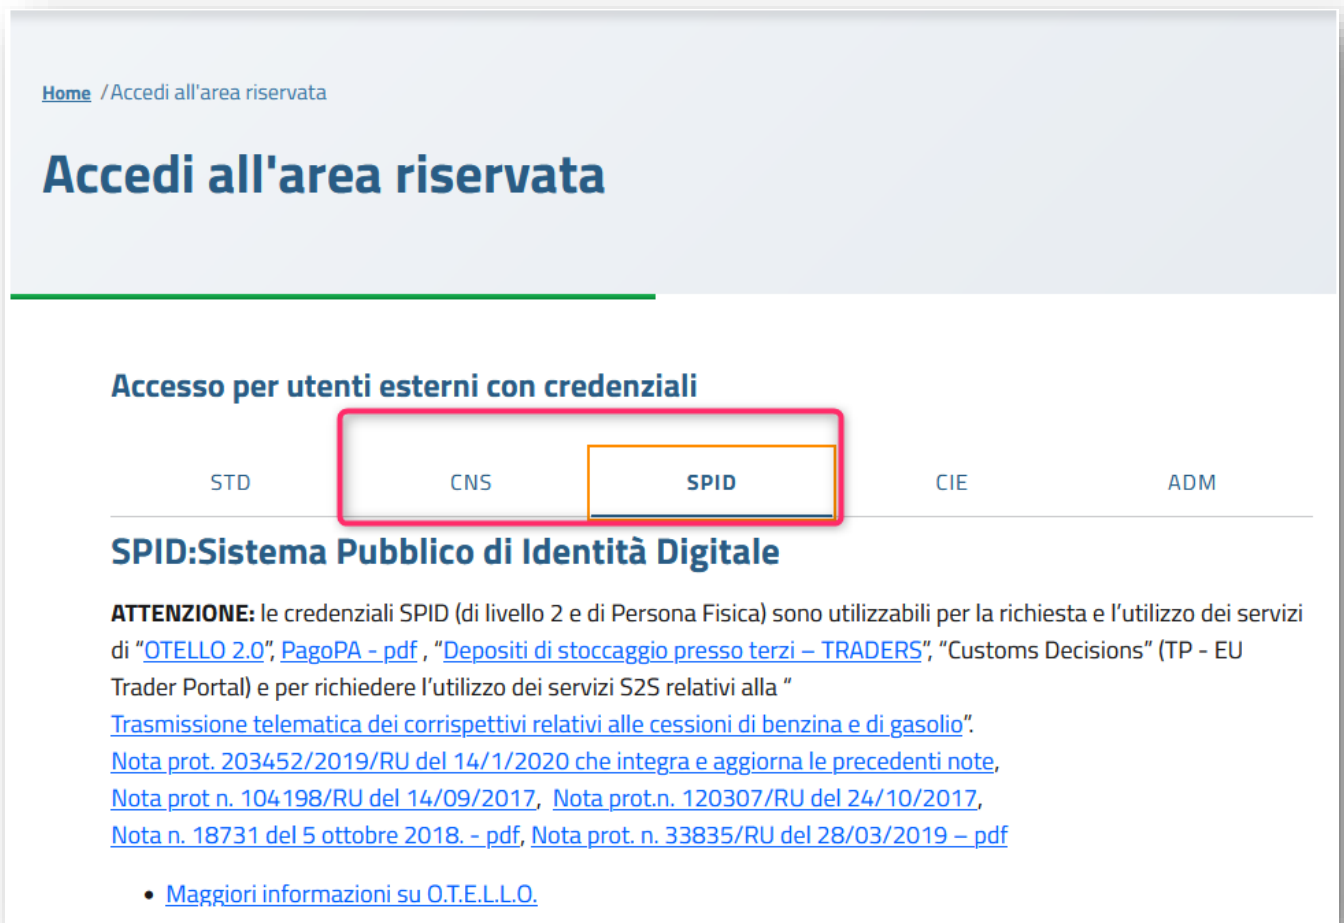 Home / Accedi all'area riservata
Accedi all'area riservata
Accesso per utenti esterni con credenziali
STD CNS SPID CIE ADM
SPID:Sistema Pubblico di Identità Digitale
ATTENZIONE: le credenziali SPID (di livello 2 e di Persona Fisica) sono utilizzabili per la richiesta e l’utilizzo dei servizi
di “OTELLO 2.0”, PagoPA - pdf , “Depositi di stoccaggio presso terzi – TRADERS”, “Customs Decisions” (TP - EU
Trader Portal) e per richiedere l’utilizzo dei servizi S2S relativi alla “
Trasmissione telematica dei corrispettivi relativi alle cessioni di benzina e di gasolio”.
Nota prot. 203452/2019/RU del 14/1/2020 che integra e aggiorna le precedenti note,
Nota prot n. 104198/RU del 14/09/2017, Nota prot.n. 120307/RU del 24/10/2017,
Nota n. 18731 del 5 ottobre 2018. - pdf, Nota prot. n. 33835/RU del 28/03/2019 – pdf
• Maggiori informazioni su O.T.E.L.L.O.